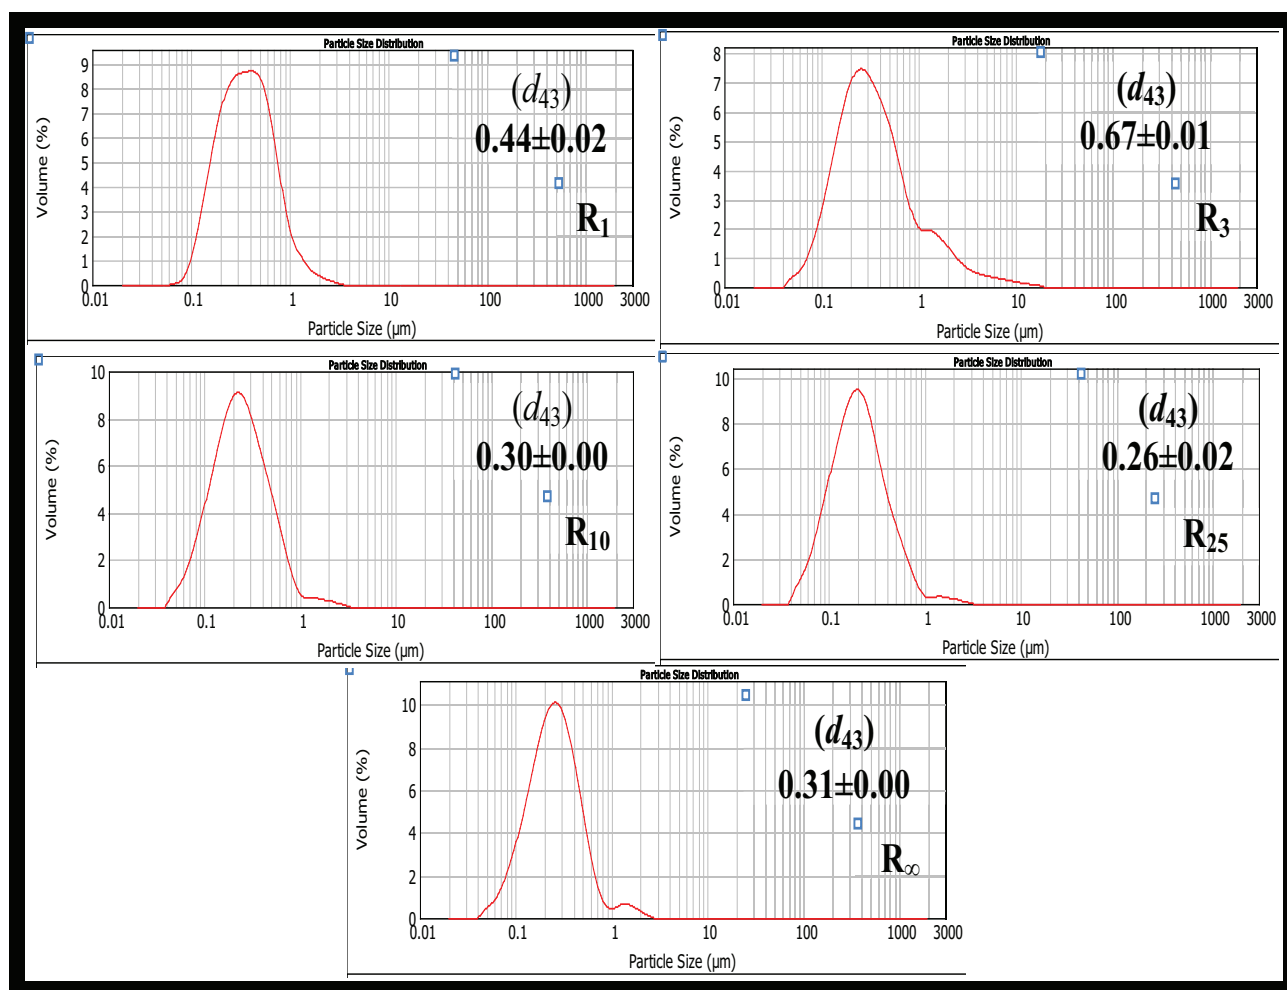 Particle Size Distribution
Volume (%)
9
8
7
6
5
4
3
2
1
0
0.01 0.1 1 10 100 1000 3000
Particle Size (µm)
(d43)
0.44±0.02
R1
Particle Size Distribution
Volume (%)
8
7
6
5
4
3
2
1
0
0.01 0.1 1 10 100 1000 3000
Particle Size (µm)
(d43)
0.67±0.01
R3
Particle Size Distribution
Volume (%)
10
8
6
4
2
0
0.01 0.1 1 10 100 1000 3000
Particle Size (µm)
(d43)
0.30±0.00
R10
Particle Size Distribution
Volume (%)
10
8
6
4
2
0
0.01 0.1 1 10 100 1000 3000
Particle Size (µm)
(d43)
0.26±0.02
R25
Particle Size Distribution
Volume (%)
10
8
6
4
2
0
0.01 0.1 1 10 100 1000 3000
Particle Size (µm)
(d43)
0.31±0.00
R∞